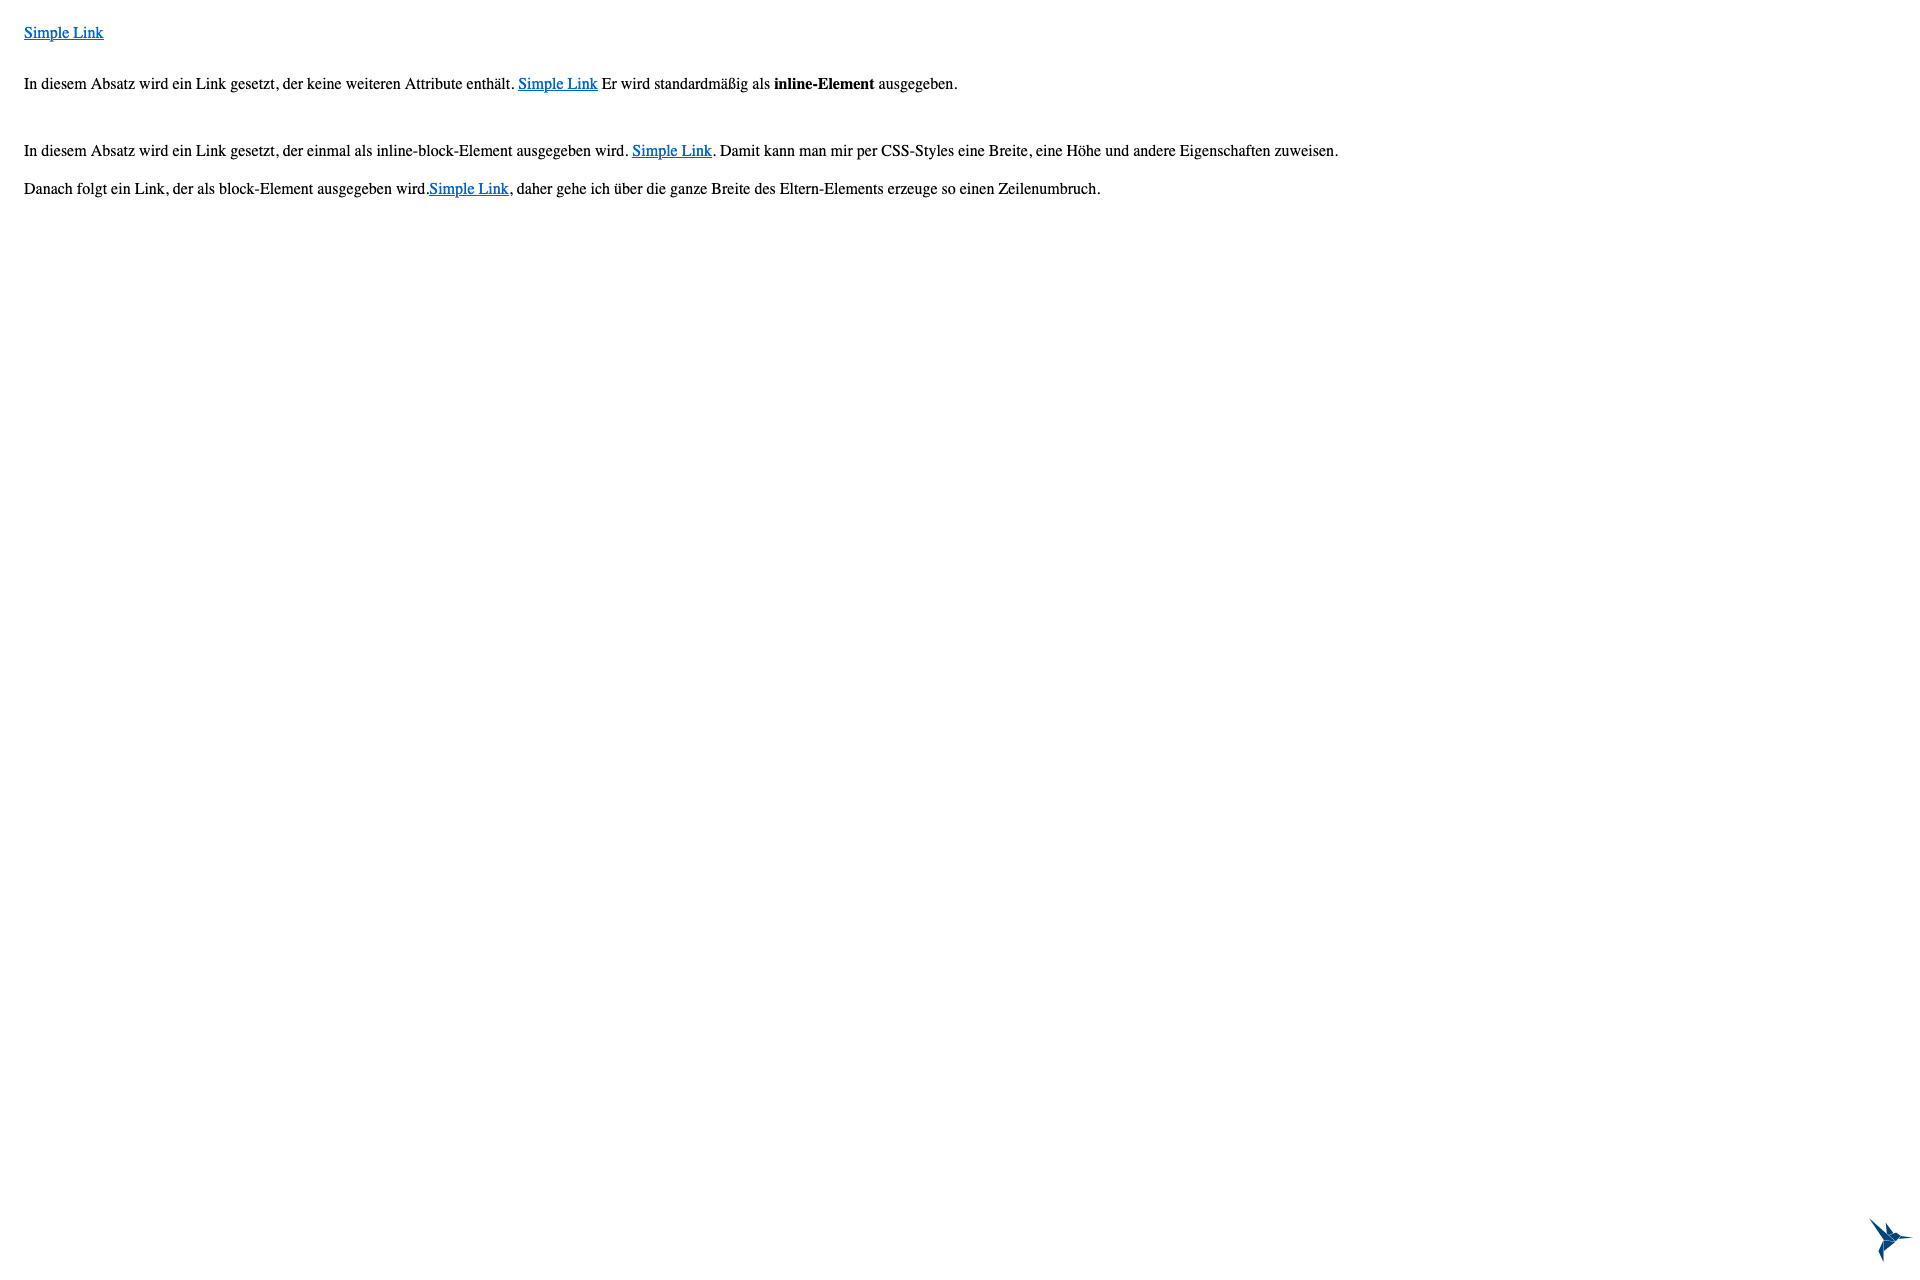 Simple Link
In diesem Absatz wird ein Link gesetzt, der keine weiteren Attribute enthält. Simple Link Er wird standardmäßig als inline-Element ausgegeben.
In diesem Absatz wird ein Link gesetzt, der einmal als inline-block-Element ausgegeben wird. Simple Link. Damit kann man mir per CSS-Styles eine Breite, eine Höhe und andere Eigenschaften zuweisen.
Danach folgt ein Link, der als block-Element ausgegeben wird.Simple Link, daher gehe ich über die ganze Breite des Eltern-Elements erzeuge so einen Zeilenumbruch.